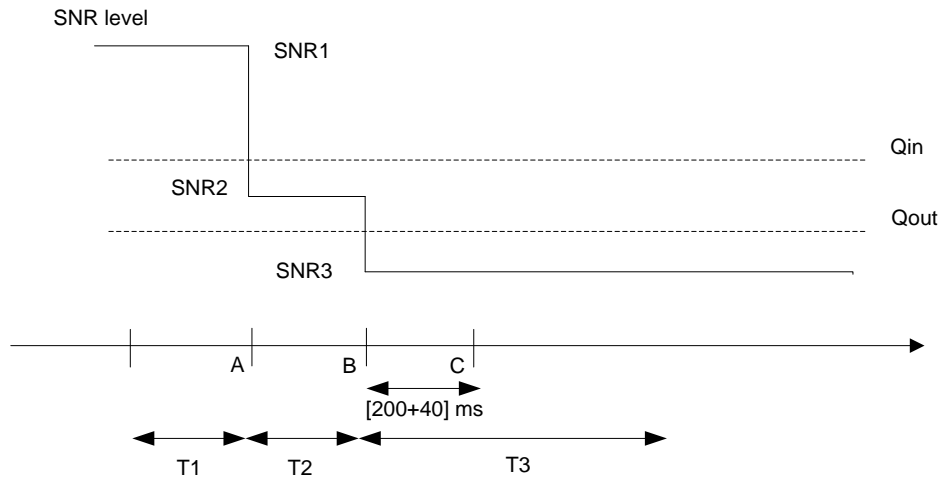 SNR level
SNR1
Qin
SNR2
Qout
SNR3
A
B
C
[200+40] ms
T1
T2
T3